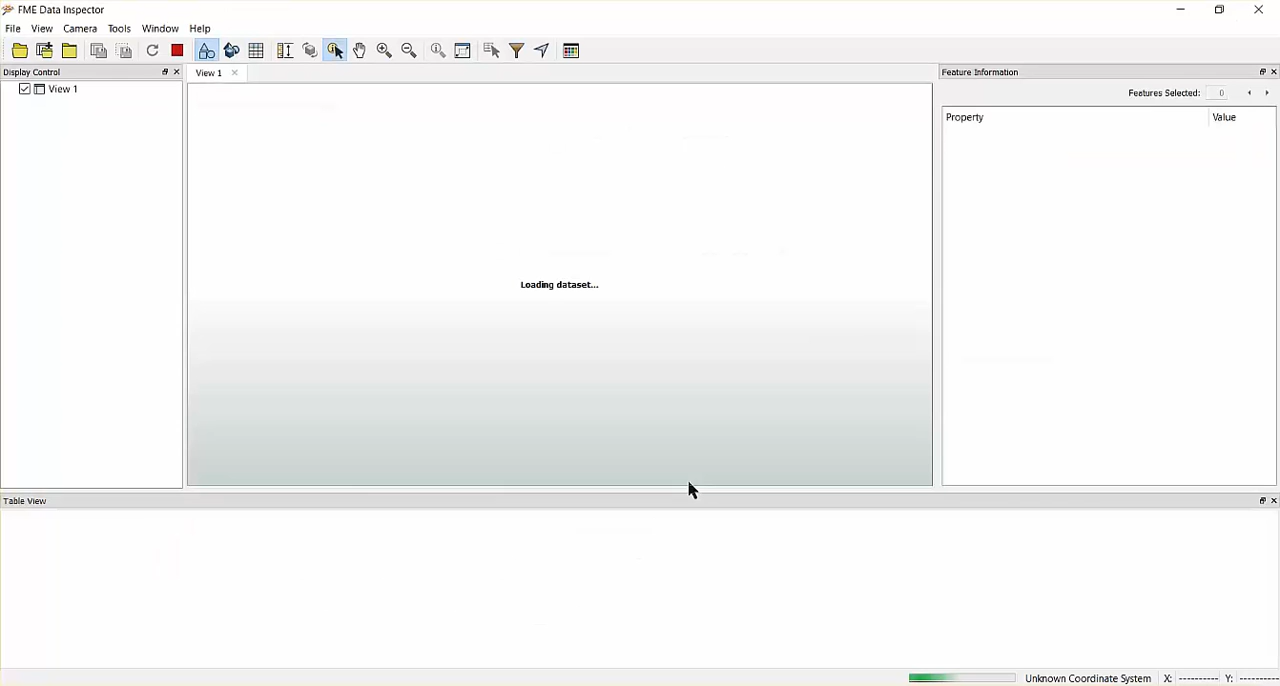 FME Data Inspector
File View Camera Tools Window Help
Display Control
View 1
View 1
Loading dataset...
Feature Information
Features Selected: 0
Property Value
Table View
Unknown Coordinate System X: ---------- Y: ----------